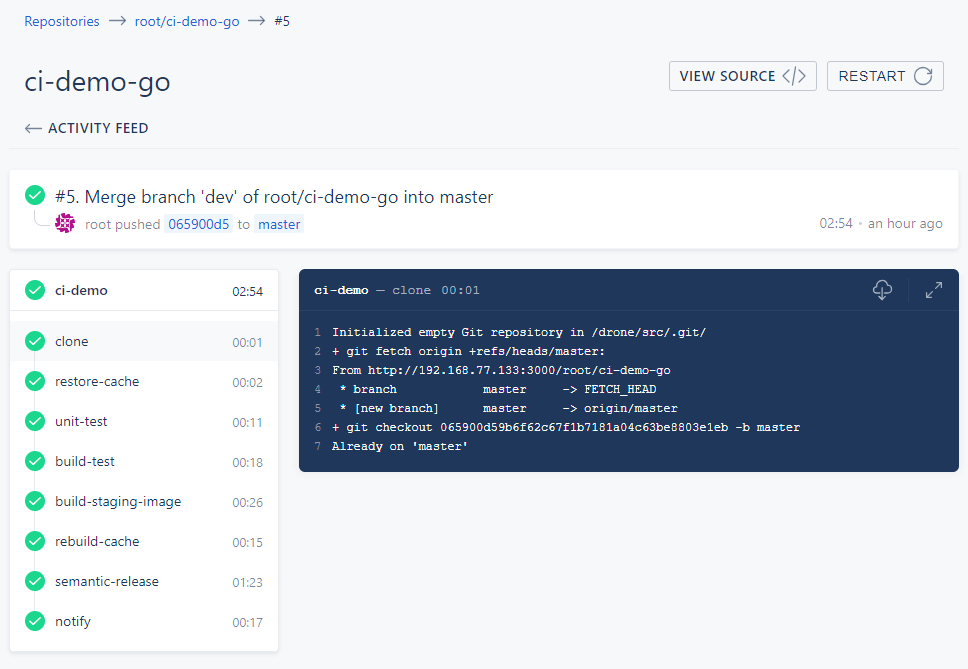 Repositories → root/ci-demo-go → #5
ci-demo-go
VIEW SOURCE </>
RESTART
← ACTIVITY FEED
#5. Merge branch 'dev' of root/ci-demo-go into master
root pushed 065900d5 to master
02:54 • an hour ago
ci-demo 02:54
clone 00:01
restore-cache 00:02
unit-test 00:11
build-test 00:18
build-staging-image 00:26
rebuild-cache 00:15
semantic-release 01:23
notify 00:17
ci-demo — clone 00:01
1 Initialized empty Git repository in /drone/src/.git/
2 + git fetch origin +refs/heads/master:
3 From http://192.168.77.133:3000/root/ci-demo-go
4 * branch master -> FETCH_HEAD
5 * [new branch] master -> origin/master
6 + git checkout 065900d59b6f62c67f1b7181a04c63be8803e1eb -b master
7 Already on 'master'